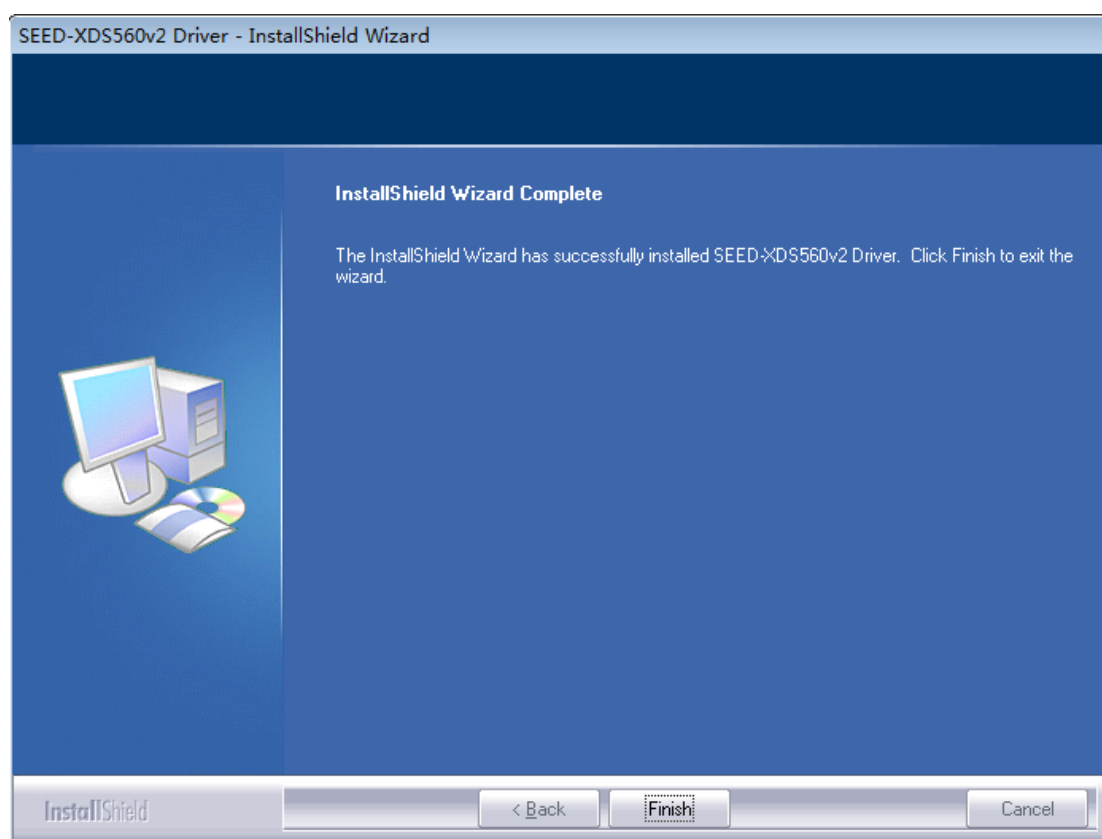 SEED-XDS560v2 Driver - InstallShield Wizard
InstallShield Wizard Complete
The InstallShield Wizard has successfully installed SEED-XDS560v2 Driver.  Click Finish to exit the
wizard.
InstallShield
< Back
Finish
Cancel